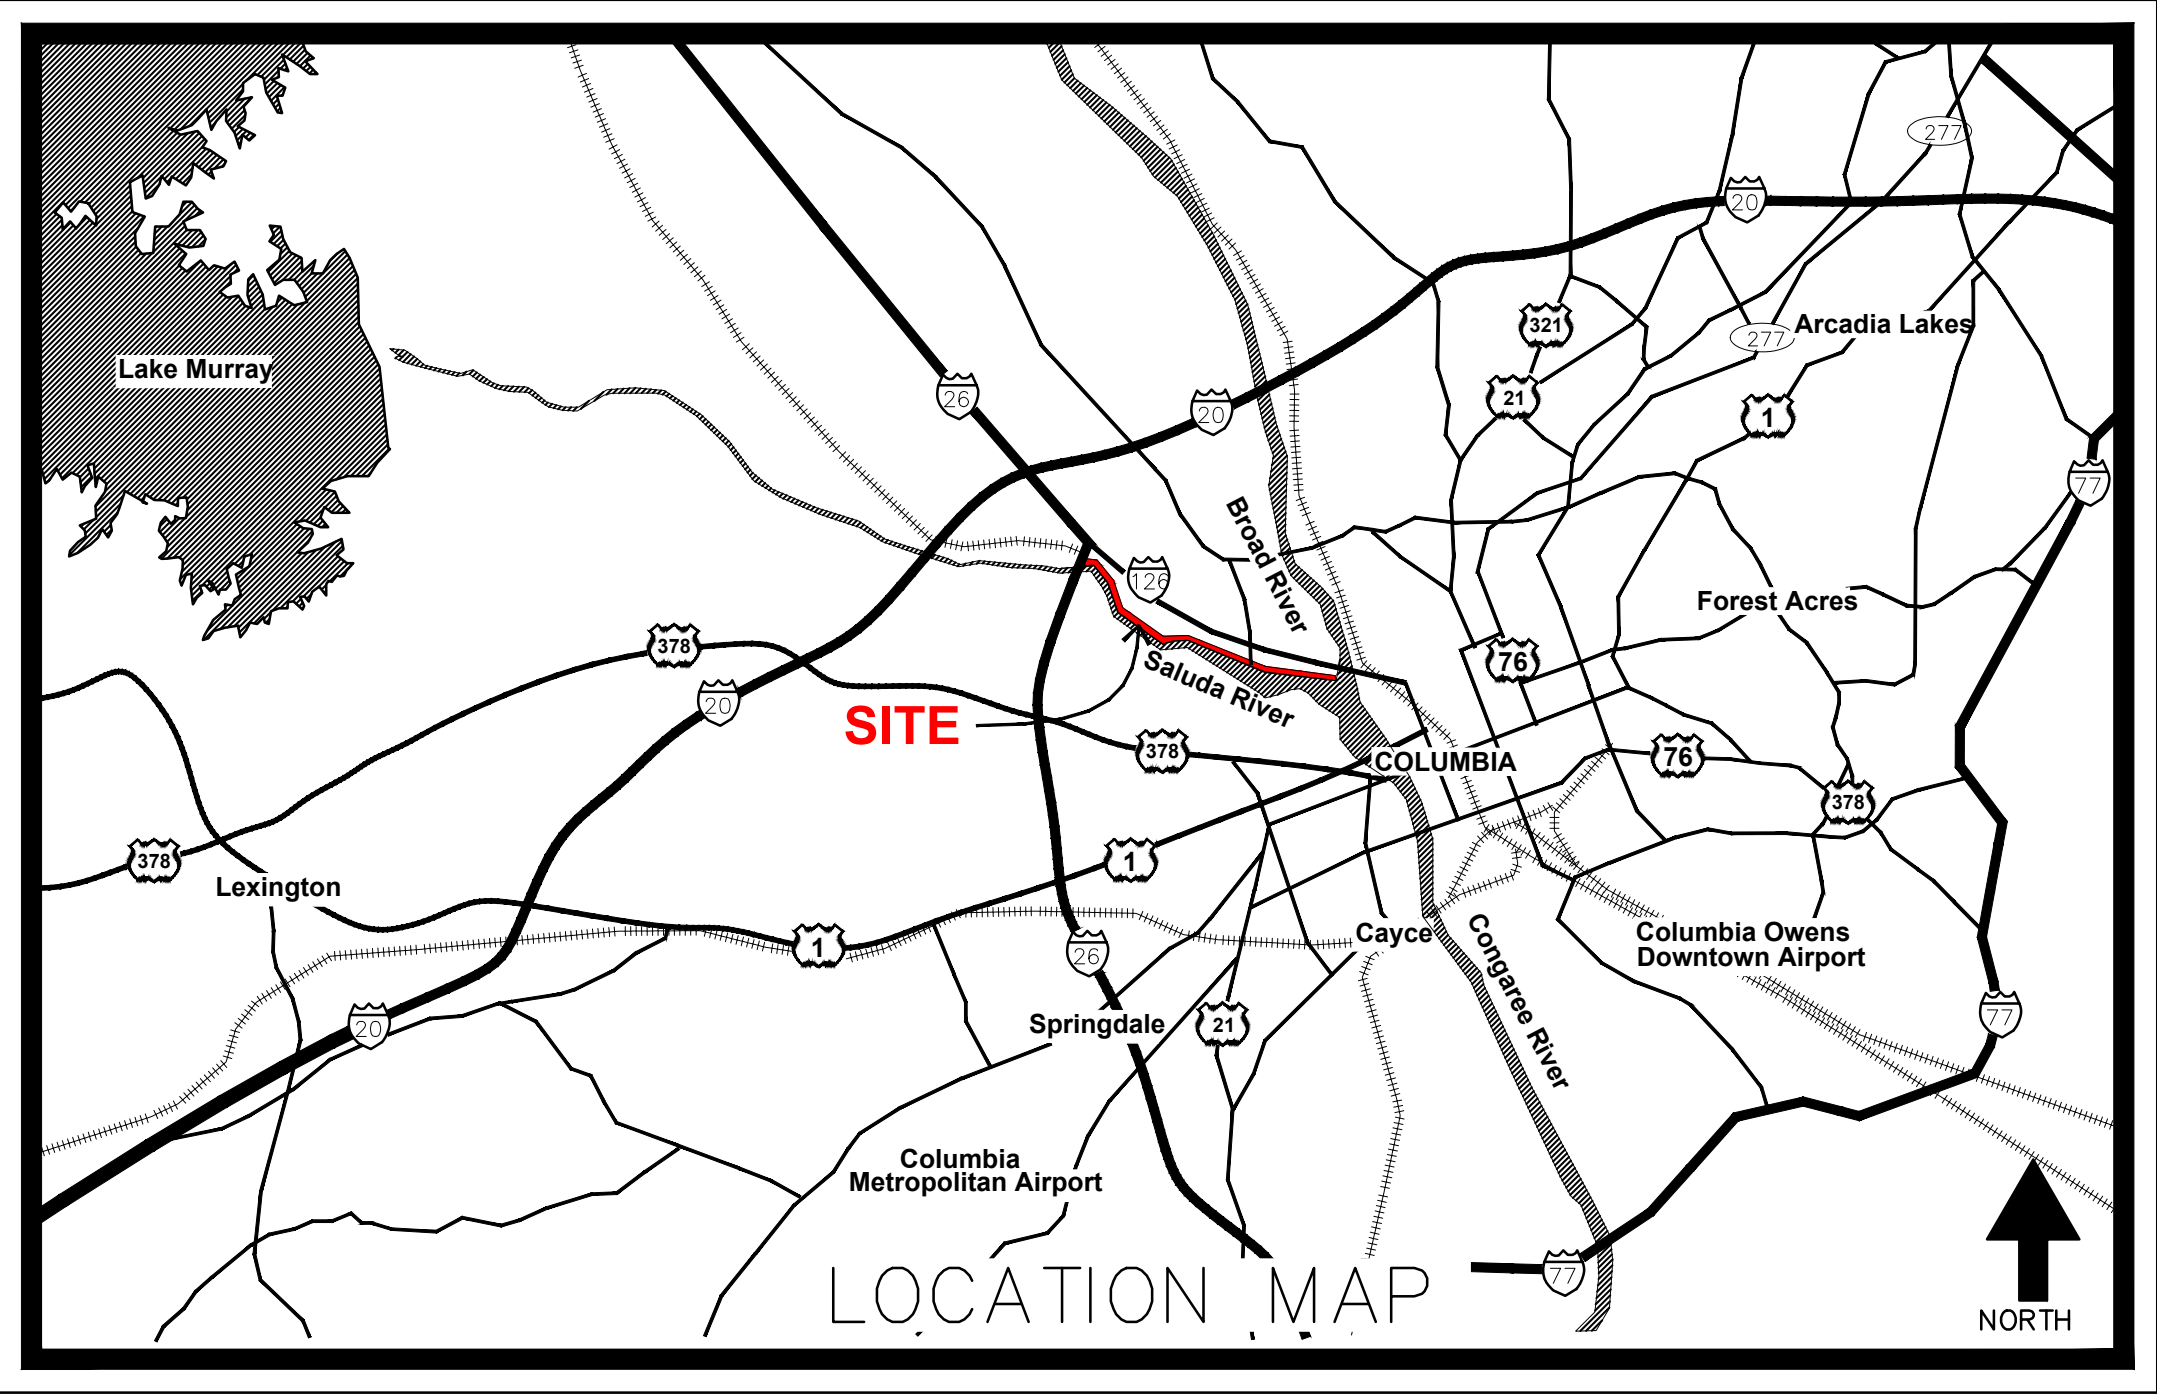 277
20
321
277
Arcadia Lakes
Lake Murray
26
20
21
1
77
Broad River
126
Forest Acres
378
76
Saluda River
20
SITE
378
COLUMBIA
76
378
378
1
Lexington
Cayce
Columbia Owens
Downtown Airport
1
26
Congaree River
20
Springdale
21
77
Columbia
Metropolitan Airport
77
LOCATION MAP
NORTH